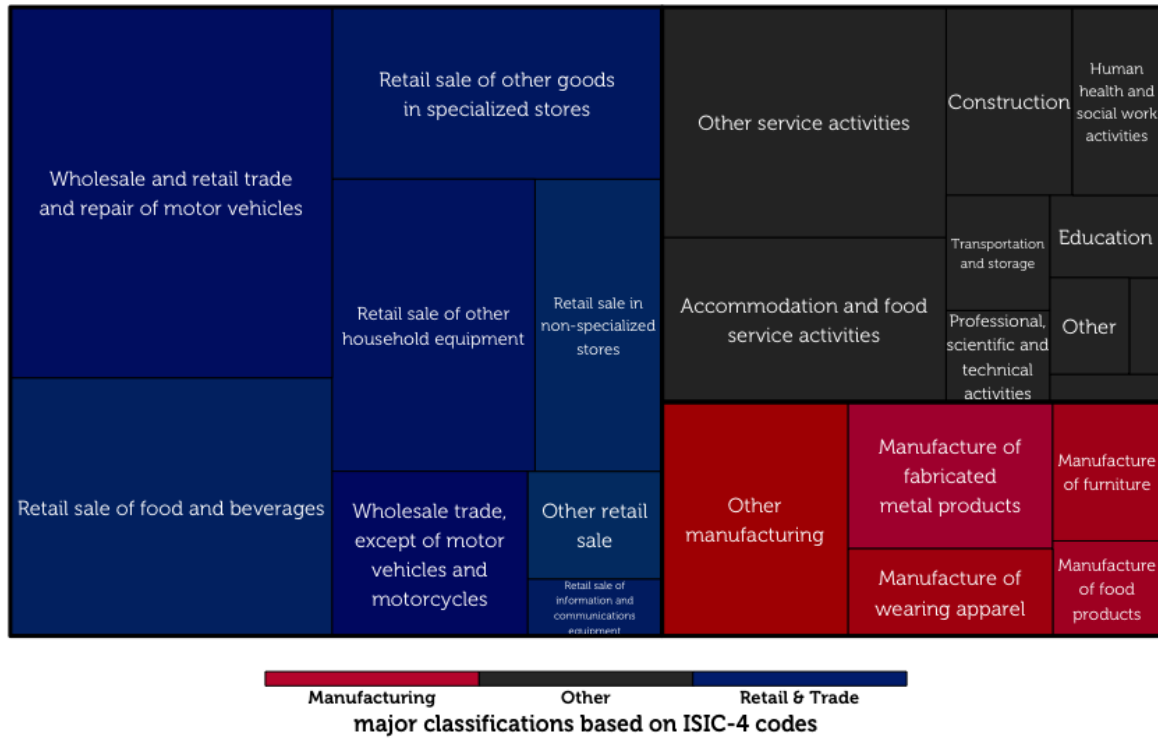 Wholesale and retail trade
and repair of motor vehicles
Retail sale of food and beverages
Retail sale of other goods
in specialized stores
Retail sale of other
household equipment
Retail sale in
non-specialized
stores
Wholesale trade,
except of motor
vehicles and
motorcycles
Other retail
sale
Retail sale of
information and
communications
equipment
Other service activities
Accommodation and food
service activities
Construction
Human
health and
social work
activities
Transportation
and storage
Education
Professional,
scientific and
technical
activities
Other
Other
manufacturing
Manufacture of
fabricated
metal products
Manufacture of
wearing apparel
Manufacture
of furniture
Manufacture
of food
products
Manufacturing
Other
Retail & Trade
major classifications based on ISIC-4 codes